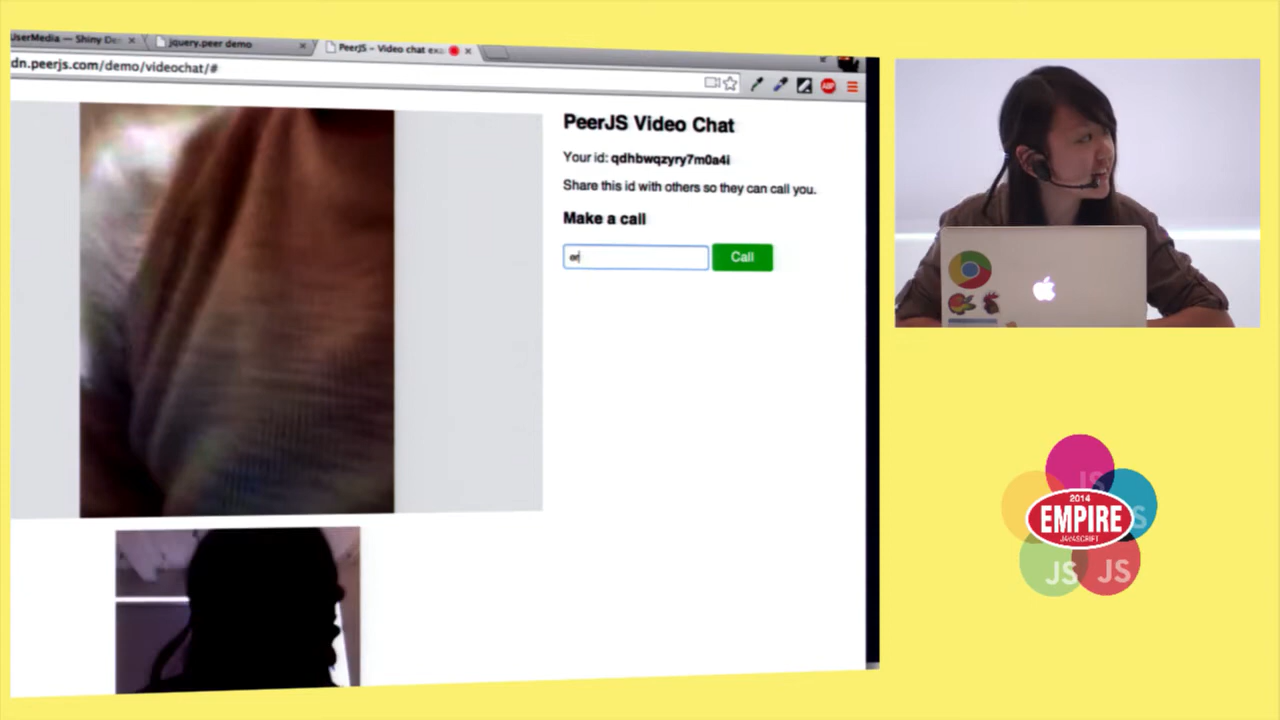 UserMedia — Shiny De
jquery.peer demo
PeerJS - Video chat exa
dn.peerjs.com/demo/videochat/#
ABP
PeerJS Video Chat
Your id: qdhbwqzyry7m0a4i
Share this id with others so they can call you.
Make a call
Call
JS
2014
EMPIRE
JAVASCRIPT
S
JS
JS